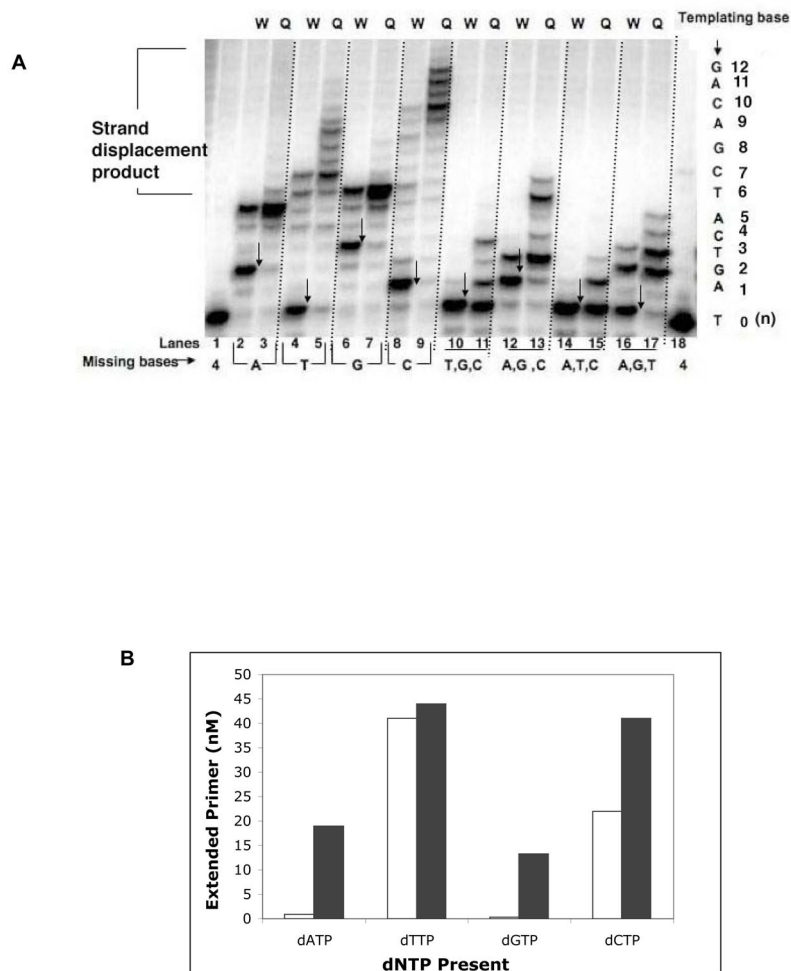 W Q W Q W Q W Q W Q W Q W Q W Q Templating base
A
Strand
displacement
product
G 12
A 11
C 10
A 9
G 8
C 7
T 6
A 5
C 4
T 3
G 2
A 1
T 0 (n)
Lanes 1 2 3 4 5 6 7 8 9 10 11 12 13 14 15 16 17 18
Missing bases 4 A T G C T,G,C A,G ,C A,T,C A,G,T 4
B
50
45
40
35
30
25
20
15
10
5
0
Extended Primer (nM)
dATP dTTP dGTP dCTP
dNTP Present